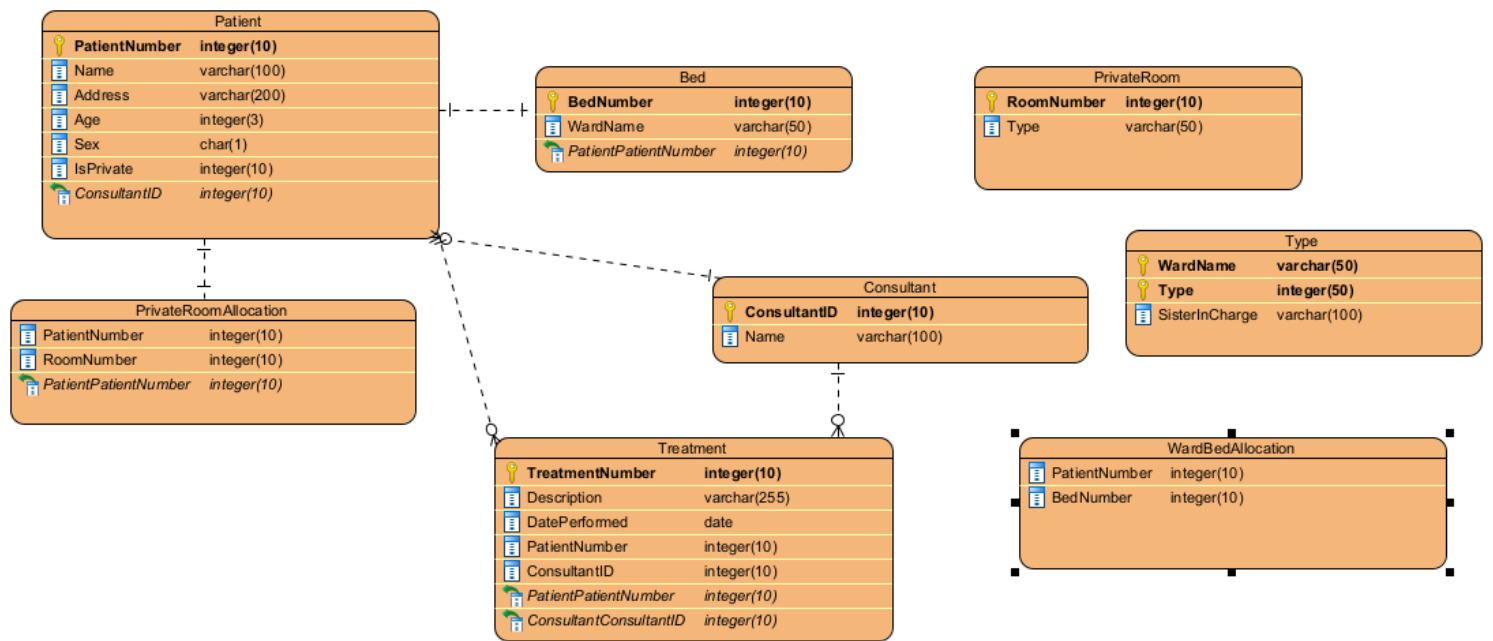 Patient
PatientNumber integer(10)
Name varchar(100)
Address varchar(200)
Age integer(3)
Sex char(1)
IsPrivate integer(10)
ConsultantID integer(10)
Bed
BedNumber integer(10)
WardName varchar(50)
PatientPatientNumber integer(10)
PrivateRoom
RoomNumber integer(10)
Type varchar(50)
Type
WardName varchar(50)
Type integer(50)
SisterInCharge varchar(100)
Consultant
ConsultantID integer(10)
Name varchar(100)
PrivateRoomAllocation
PatientNumber integer(10)
RoomNumber integer(10)
PatientPatientNumber integer(10)
Treatment
TreatmentNumber integer(10)
Description varchar(255)
DatePerformed date
PatientNumber integer(10)
ConsultantID integer(10)
PatientPatientNumber integer(10)
ConsultantConsultantID integer(10)
WardBedAllocation
PatientNumber integer(10)
BedNumber integer(10)